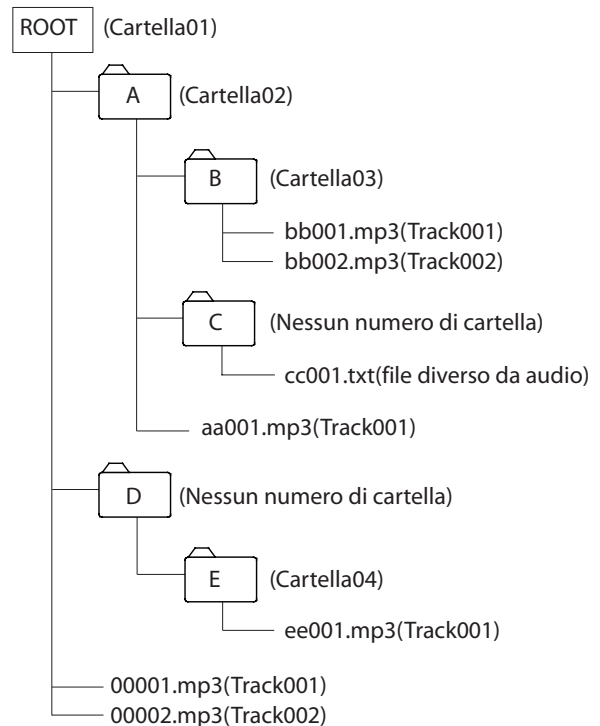 ROOT (Cartella01)
A (Cartella02)
B (Cartella03)
bb001.mp3(Track001)
bb002.mp3(Track002)
C (Nessun numero di cartella)
cc001.txt(file diverso da audio)
aa001.mp3(Track001)
D (Nessun numero di cartella)
E (Cartella04)
ee001.mp3(Track001)
00001.mp3(Track001)
00002.mp3(Track002)